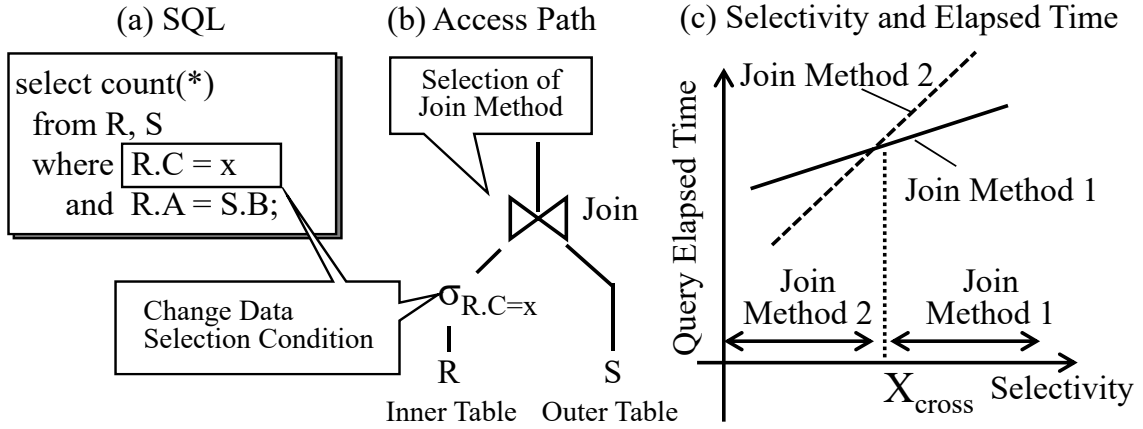 (a) SQL
select count(*)
from R, S
where R.C = x
and R.A = S.B;
Change Data
Selection Condition
(b) Access Path
Selection of
Join Method
Join
σR.C=x
R
S
Inner Table
Outer Table
(c) Selectivity and Elapsed Time
Query Elapsed Time
Join Method 2
Join Method 1
Join
Method 2
Join
Method 1
Xcross
Selectivity